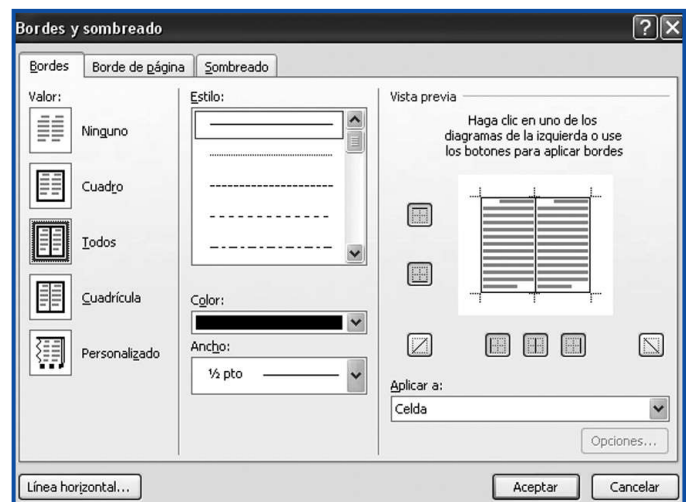 Bordes y sombreado
Bordes
Borde de página
Sombreado
Valor:
Ninguno
Cuadro
Todos
Cuadrícula
Personalizado
Estilo:
Color:
Ancho:
½ pto
Vista previa
Haga clic en uno de los
diagramas de la izquierda o use
los botones para aplicar bordes
Aplicar a:
Celda
Opciones...
Línea horizontal...
Aceptar
Cancelar